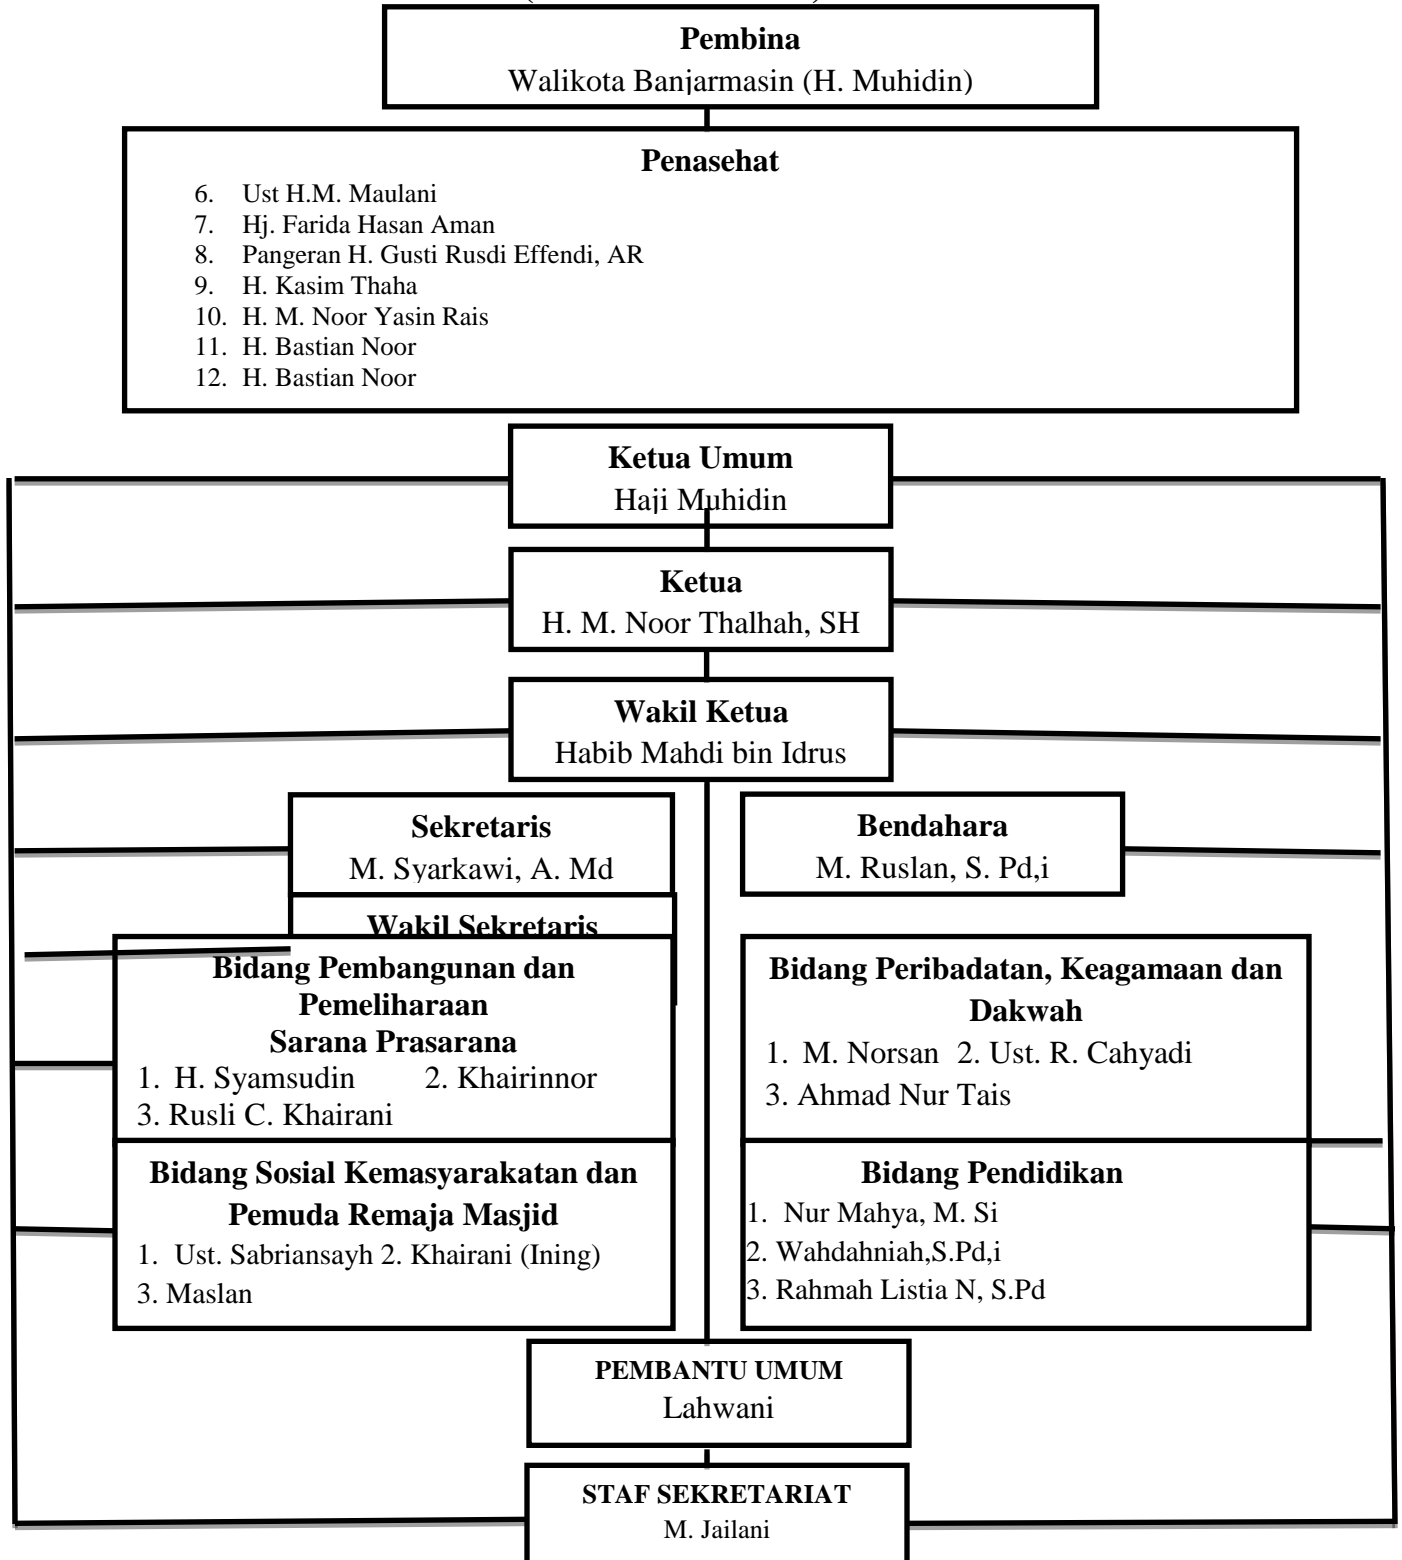 Pembina
Walikota Banjarmasin (H. Muhidin)
Penasehat
6. Ust H.M. Maulani
7. Hj. Farida Hasan Aman
8. Pangeran H. Gusti Rusdi Effendi, AR
9. H. Kasim Thaha
10. H. M. Noor Yasin Rais
11. H. Bastian Noor
12. H. Bastian Noor
Ketua Umum
Haji Muhidin
Ketua
H. M. Noor Thalhah, SH
Wakil Ketua
Habib Mahdi bin Idrus
Sekretaris
M. Syarkawi, A. Md
Bendahara
M. Ruslan, S. Pd,i
Wakil Sekretaris
Bidang Pembangunan dan
Pemeliharaan
Sarana Prasarana
1. H. Syamsudin 2. Khairinnor
3. Rusli C. Khairani
Bidang Peribadatan, Keagamaan dan
Dakwah
1. M. Norsan 2. Ust. R. Cahyadi
3. Ahmad Nur Tais
Bidang Sosial Kemasyarakatan dan
Pemuda Remaja Masjid
1. Ust. Sabriansayh 2. Khairani (Ining)
3. Maslan
Bidang Pendidikan
1. Nur Mahya, M. Si
2. Wahdahniah,S.Pd,i
3. Rahmah Listia N, S.Pd
PEMBANTU UMUM
Lahwani
STAF SEKRETARIAT
M. Jailani